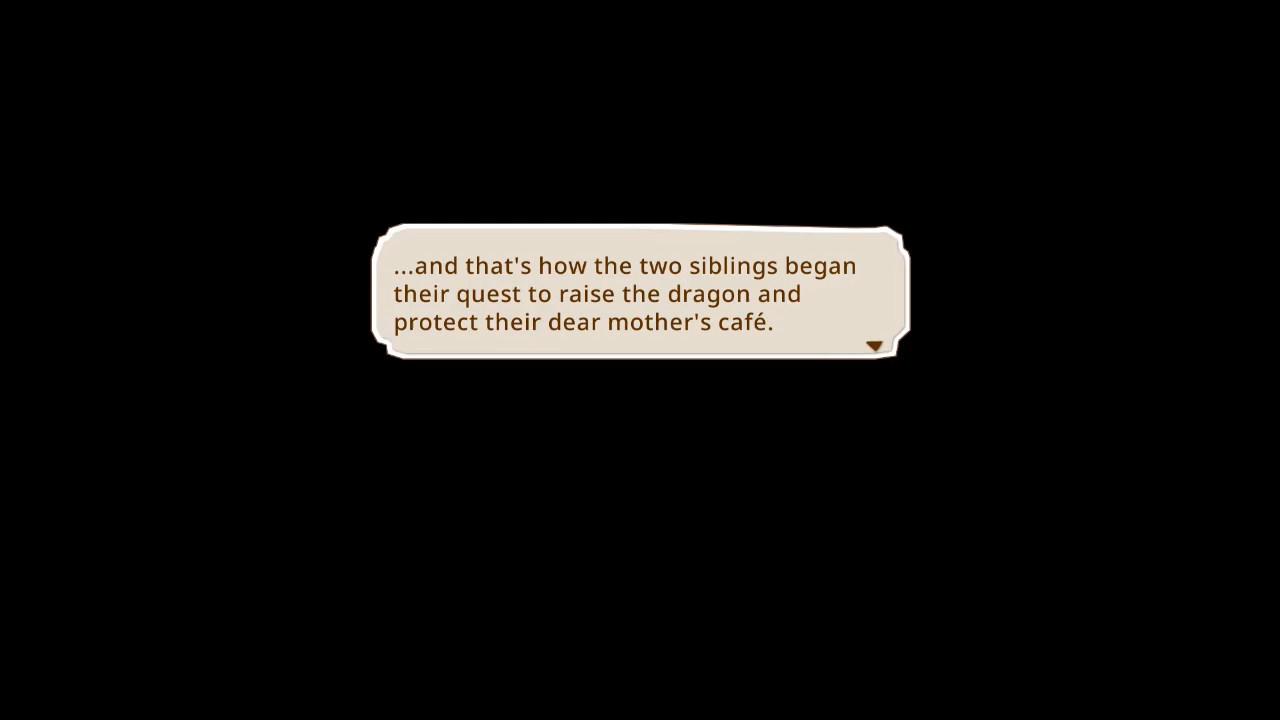 ...and that's how the two siblings began
their quest to raise the dragon and
protect their dear mother's café.